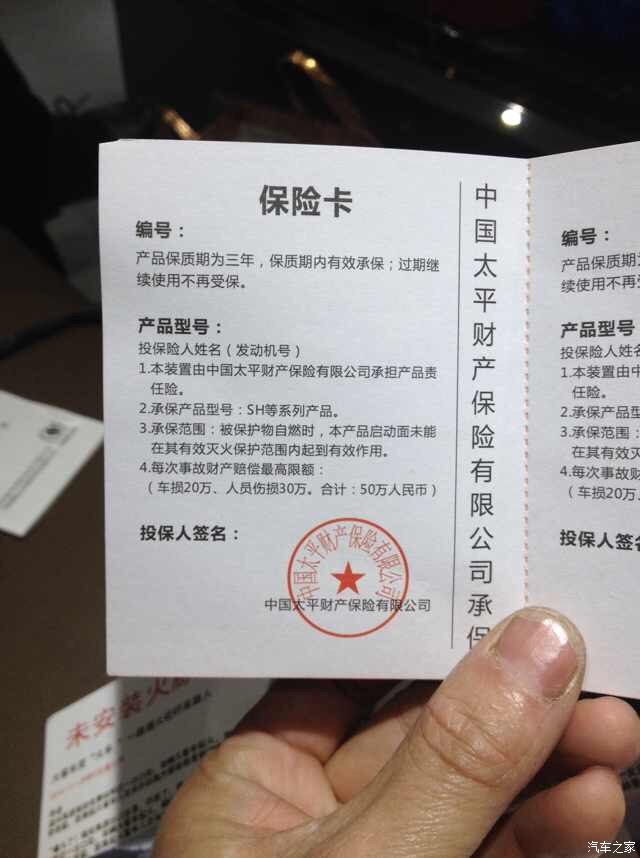 保险卡
编号：
产品保质期为三年，保质期内有效承保；过期继
续使用不再受保。
产品型号：
投保险人姓名（发动机号）
1.本装置由中国太平财产保险有限公司承担产品责
任险。
2.承保产品型号：SH等系列产品。
3.承保范围：被保护物自燃时，本产品启动面未能
在其有效灭火保护范围内起到有效作用。
4.每次事故财产赔偿最高限额：
（车损20万、人员伤损30万。合计：50万人民币）
投保人签名：
中国太平财产保险有限公司
中国太平财产保险有限公司
中国太平财产保险有限公司承保
编号：
产品保质期为
续使用不再受
产品型号
投保险人姓名
1.本装置由中
任险。
2.承保产品型
3.承保范围：
在其有效灭
4.每次事故财
（车损20万
投保人签名
未安装火
汽车之家